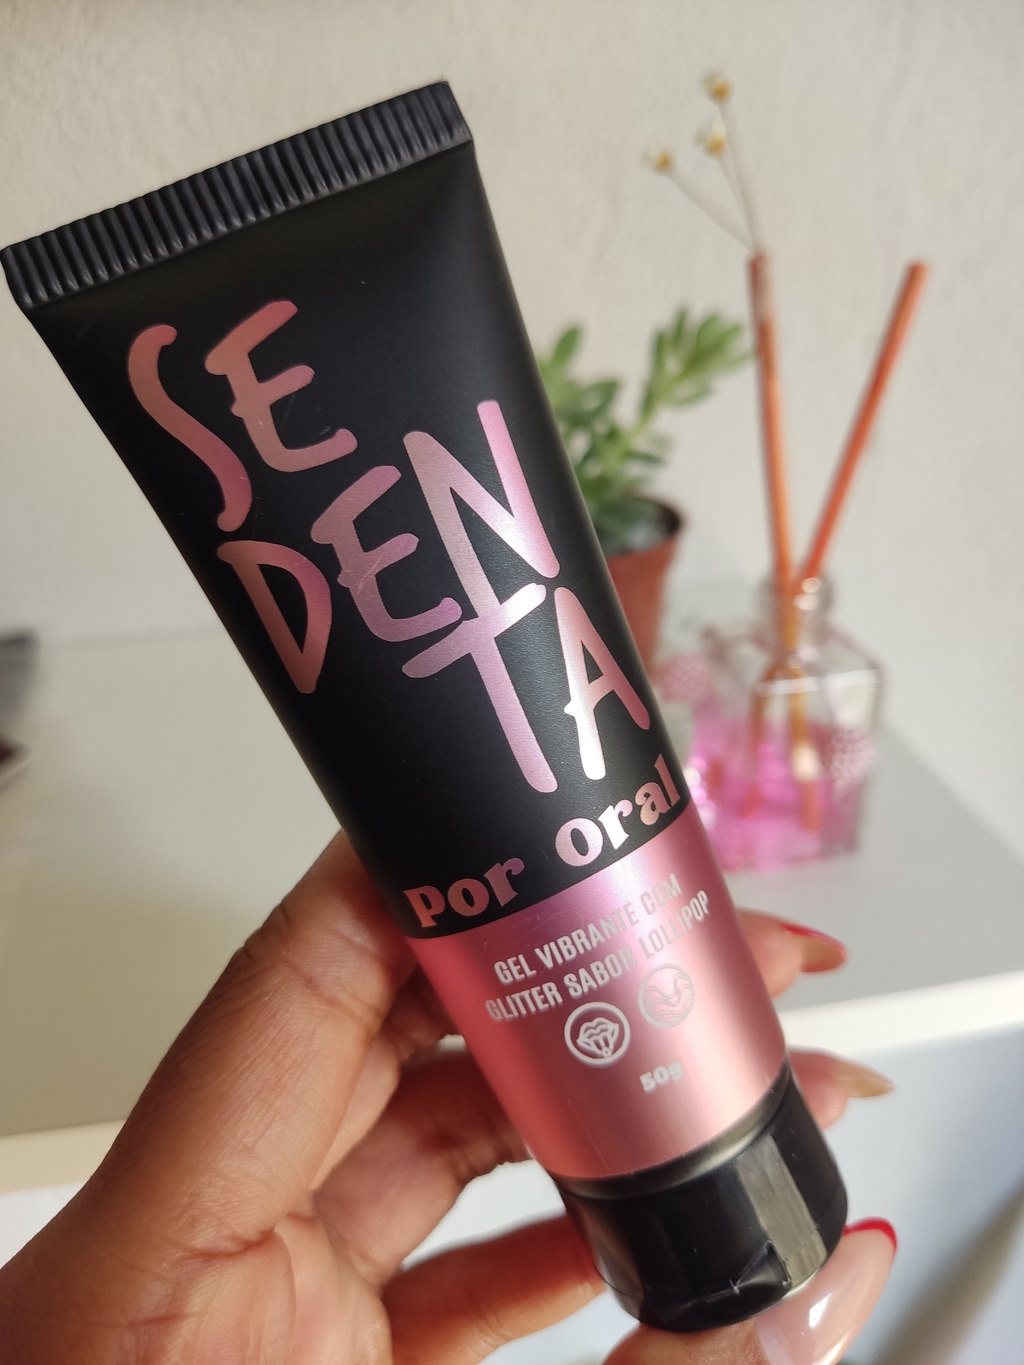 SE
DEN
TA
Por oral
GEL VIBRANTE COM
GLITTER SABOR LOLLIPOP
50g